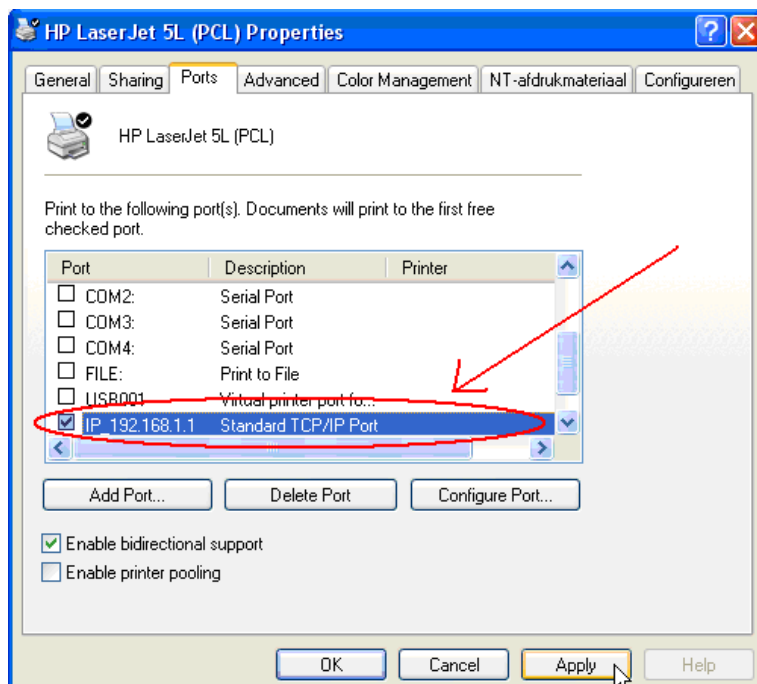 HP LaserJet 5L (PCL) Properties
General Sharing Ports Advanced Color Management NT-afdrukmateriaal Configureren
HP LaserJet 5L (PCL)
Print to the following port(s). Documents will print to the first free
checked port.
Port Description Printer
COM2: Serial Port
COM3: Serial Port
COM4: Serial Port
FILE: Print to File
USB001 Virtual printer port fo...
IP_192.168.1.1 Standard TCP/IP Port
Add Port... Delete Port Configure Port...
Enable bidirectional support
Enable printer pooling
OK Cancel Apply Help